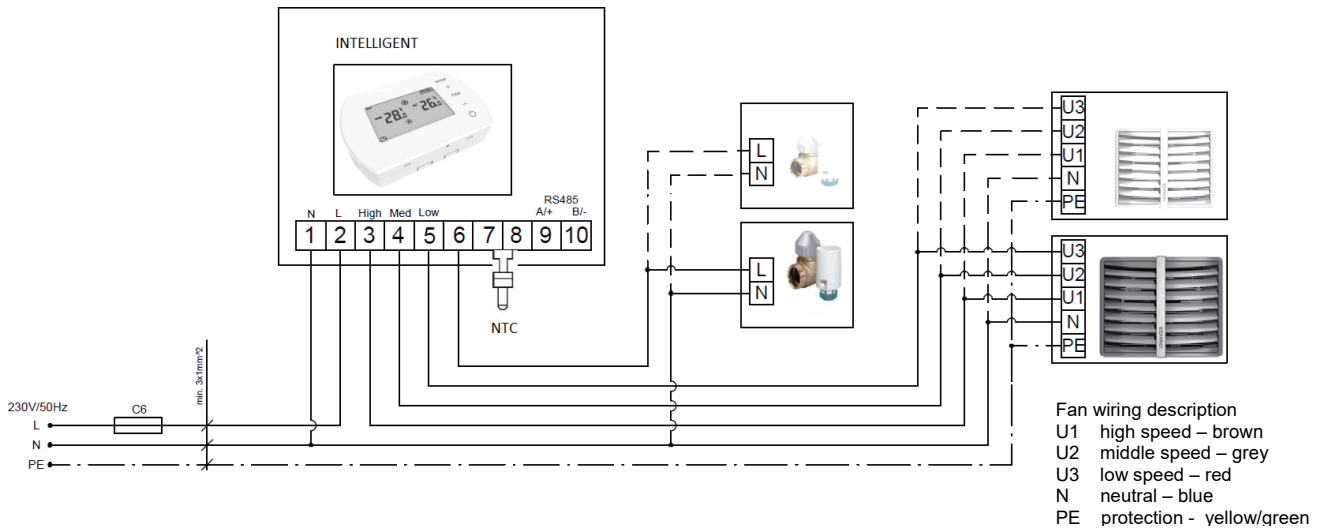 INTELLIGENT
28.0 26.0
N L High Med Low RS485 A/+ B/-
1 2 3 4 5 6 7 8 9 10
NTC
L
N
L
N
U3
U2
U1
N
PE
U3
U2
U1
N
PE
min. 3x1mm^2
230V/50Hz
C6
L
N
PE
Fan wiring description
U1 high speed – brown
U2 middle speed – grey
U3 low speed – red
N neutral – blue
PE protection - yellow/green